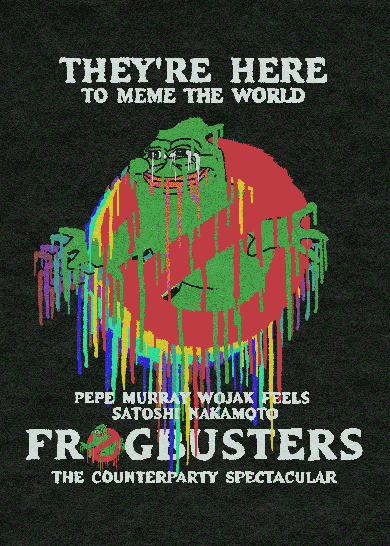 THEY'RE HERE
TO MEME THE WORLD
PEPE MURRAY WOJAK FEELS
SATOSHI NAKAMOTO
FROGBUSTERS
THE COUNTERPARTY SPECTACULAR